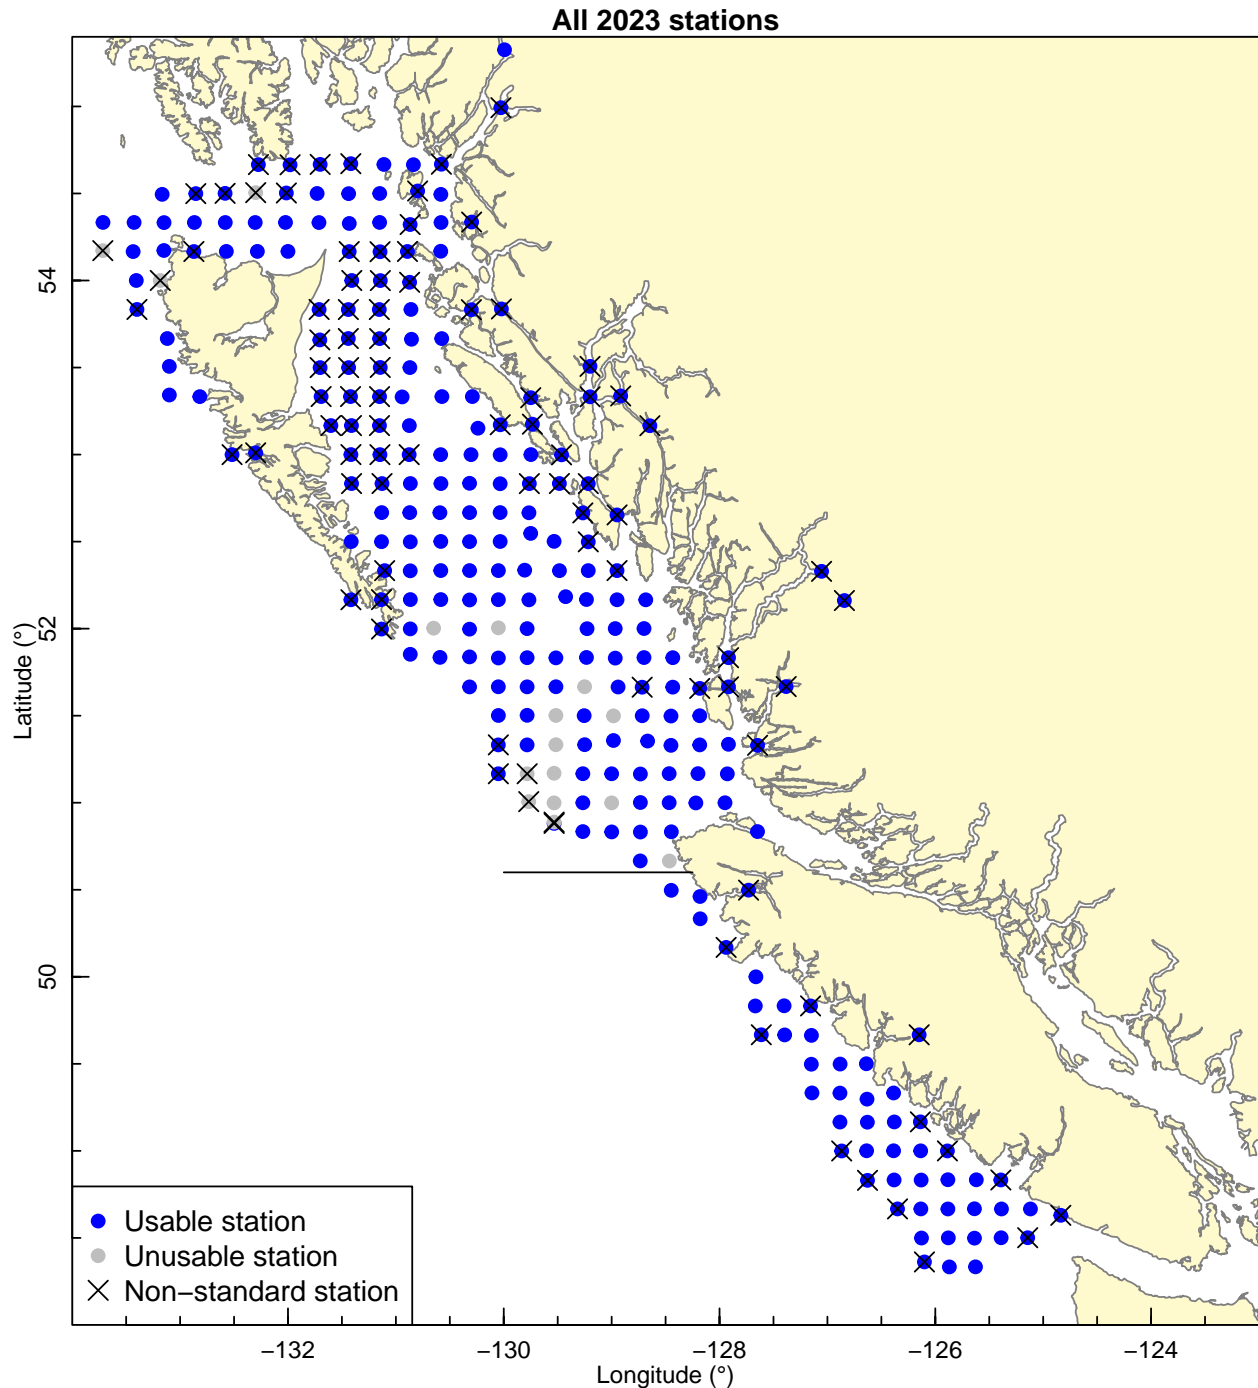 All 2023 stations
Latitude (°)
54
52
50
Usable station
Unusable station
Non−standard station
−132
−130
−128
−126
−124
Longitude (°)